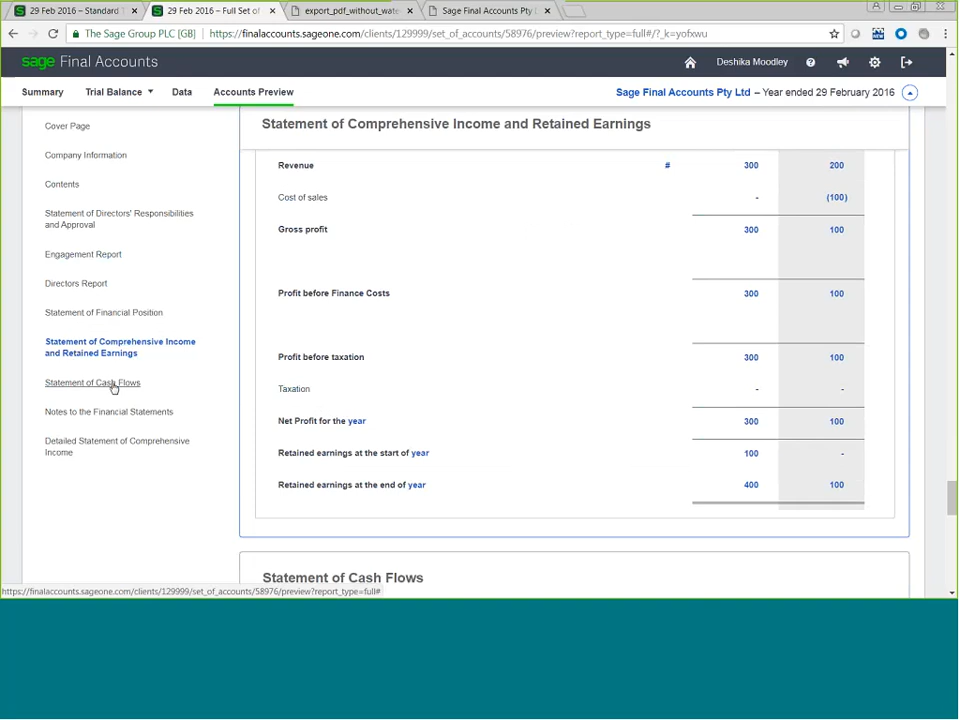 29 Feb 2016 – Standard T
29 Feb 2016 – Full Set of
export_pdf_without_wate
Sage Final Accounts Pty L
The Sage Group PLC [GB]
https://finalaccounts.sageone.com/clients/129999/set_of_accounts/58976/preview?report_type=full#/?_k=yofxwu
sage Final Accounts
Deshika Moodley
Summary
Trial Balance
Data
Accounts Preview
Sage Final Accounts Pty Ltd – Year ended 29 February 2016
Cover Page
Company Information
Contents
Statement of Directors' Responsibilities
and Approval
Engagement Report
Directors Report
Statement of Financial Position
Statement of Comprehensive Income
and Retained Earnings
Statement of Cash Flows
Notes to the Financial Statements
Detailed Statement of Comprehensive
Income
Statement of Comprehensive Income and Retained Earnings
Revenue # 300 200
Cost of sales - (100)
Gross profit 300 100
Profit before Finance Costs 300 100
Profit before taxation 300 100
Taxation - -
Net Profit for the year 300 100
Retained earnings at the start of year 100 -
Retained earnings at the end of year 400 100
Statement of Cash Flows
https://finalaccounts.sageone.com/clients/129999/set_of_accounts/58976/preview?report_type=full#